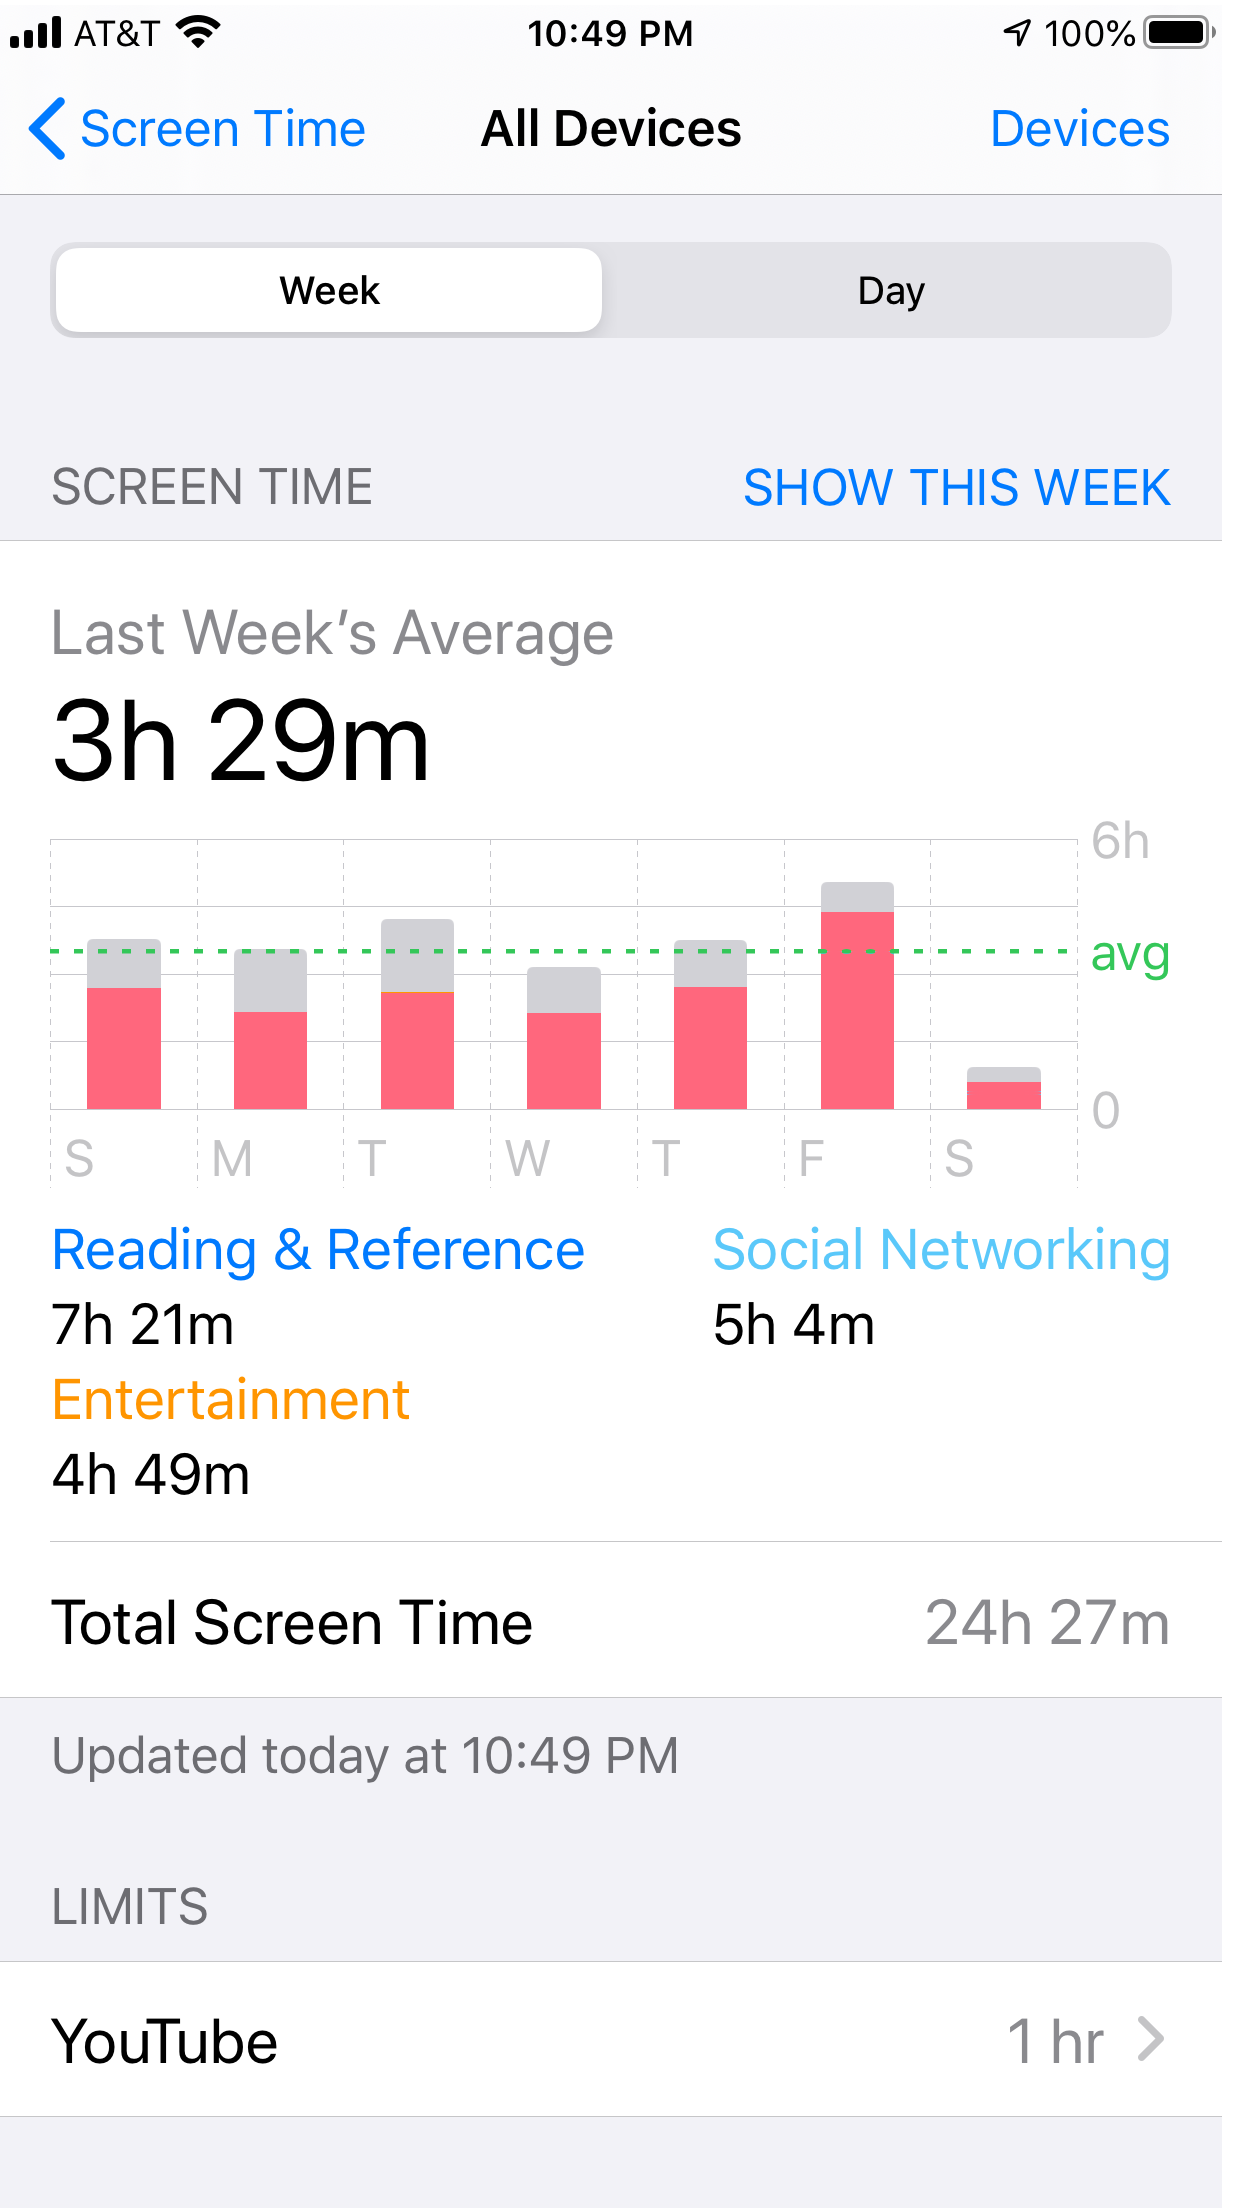 AT&T 10:49 PM 100%
Screen Time All Devices Devices
Week Day
SCREEN TIME SHOW THIS WEEK
Last Week’s Average
3h 29m
6h
avg
0
S M T W T F S
Reading & Reference Social Networking
7h 21m 5h 4m
Entertainment
4h 49m
Total Screen Time 24h 27m
Updated today at 10:49 PM
LIMITS
YouTube 1 hr